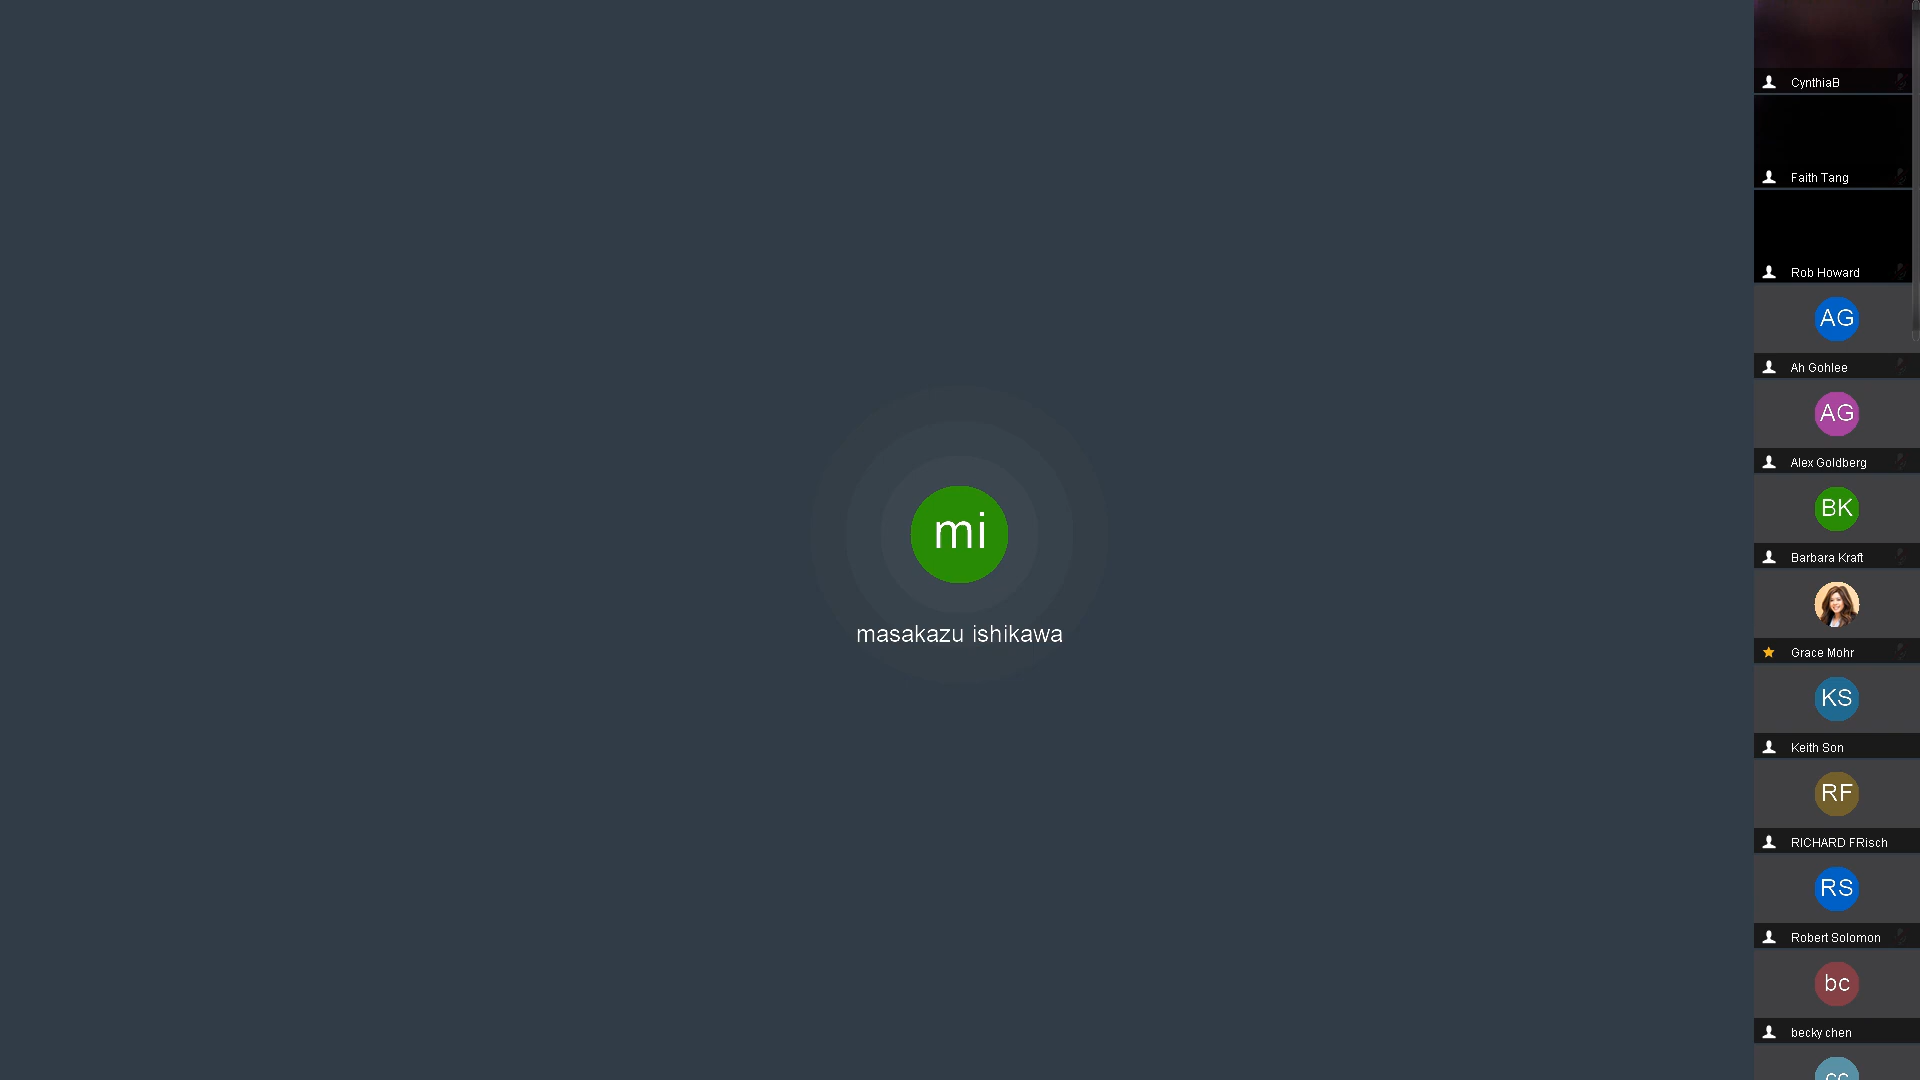 mi
masakazu ishikawa
CynthiaB
Faith Tang
Rob Howard
AG
Ah Gohlee
AG
Alex Goldberg
BK
Barbara Kraft
Grace Mohr
KS
Keith Son
RF
RICHARD FRisch
RS
Robert Solomon
bc
becky chen
cc